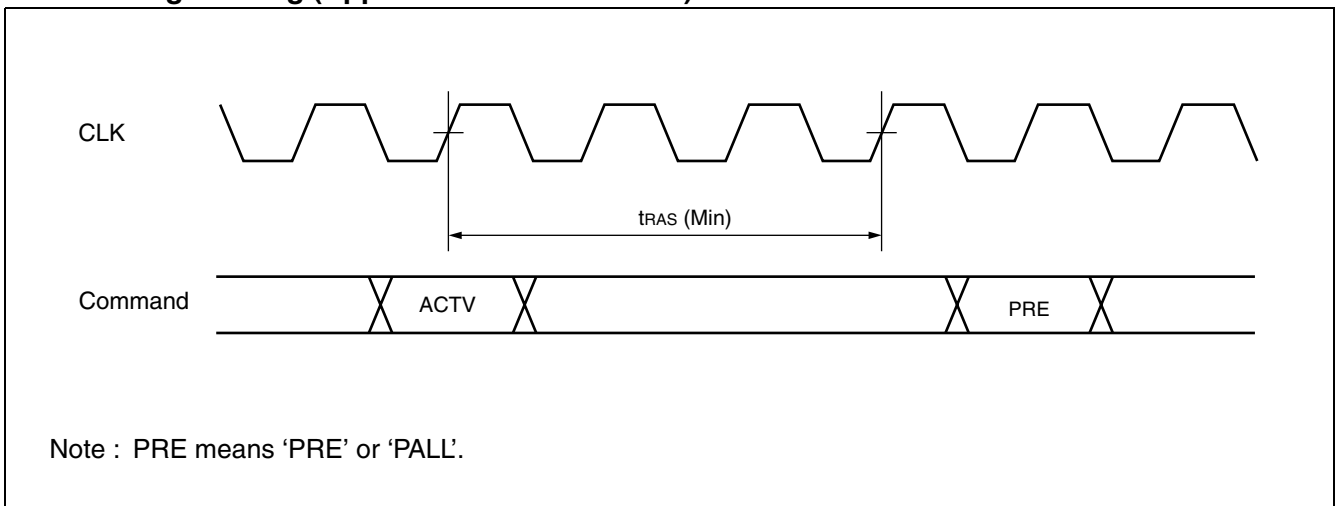 CLK
tRAS (Min)
Command
ACTV
PRE
Note : PRE means ‘PRE’ or ‘PALL’.